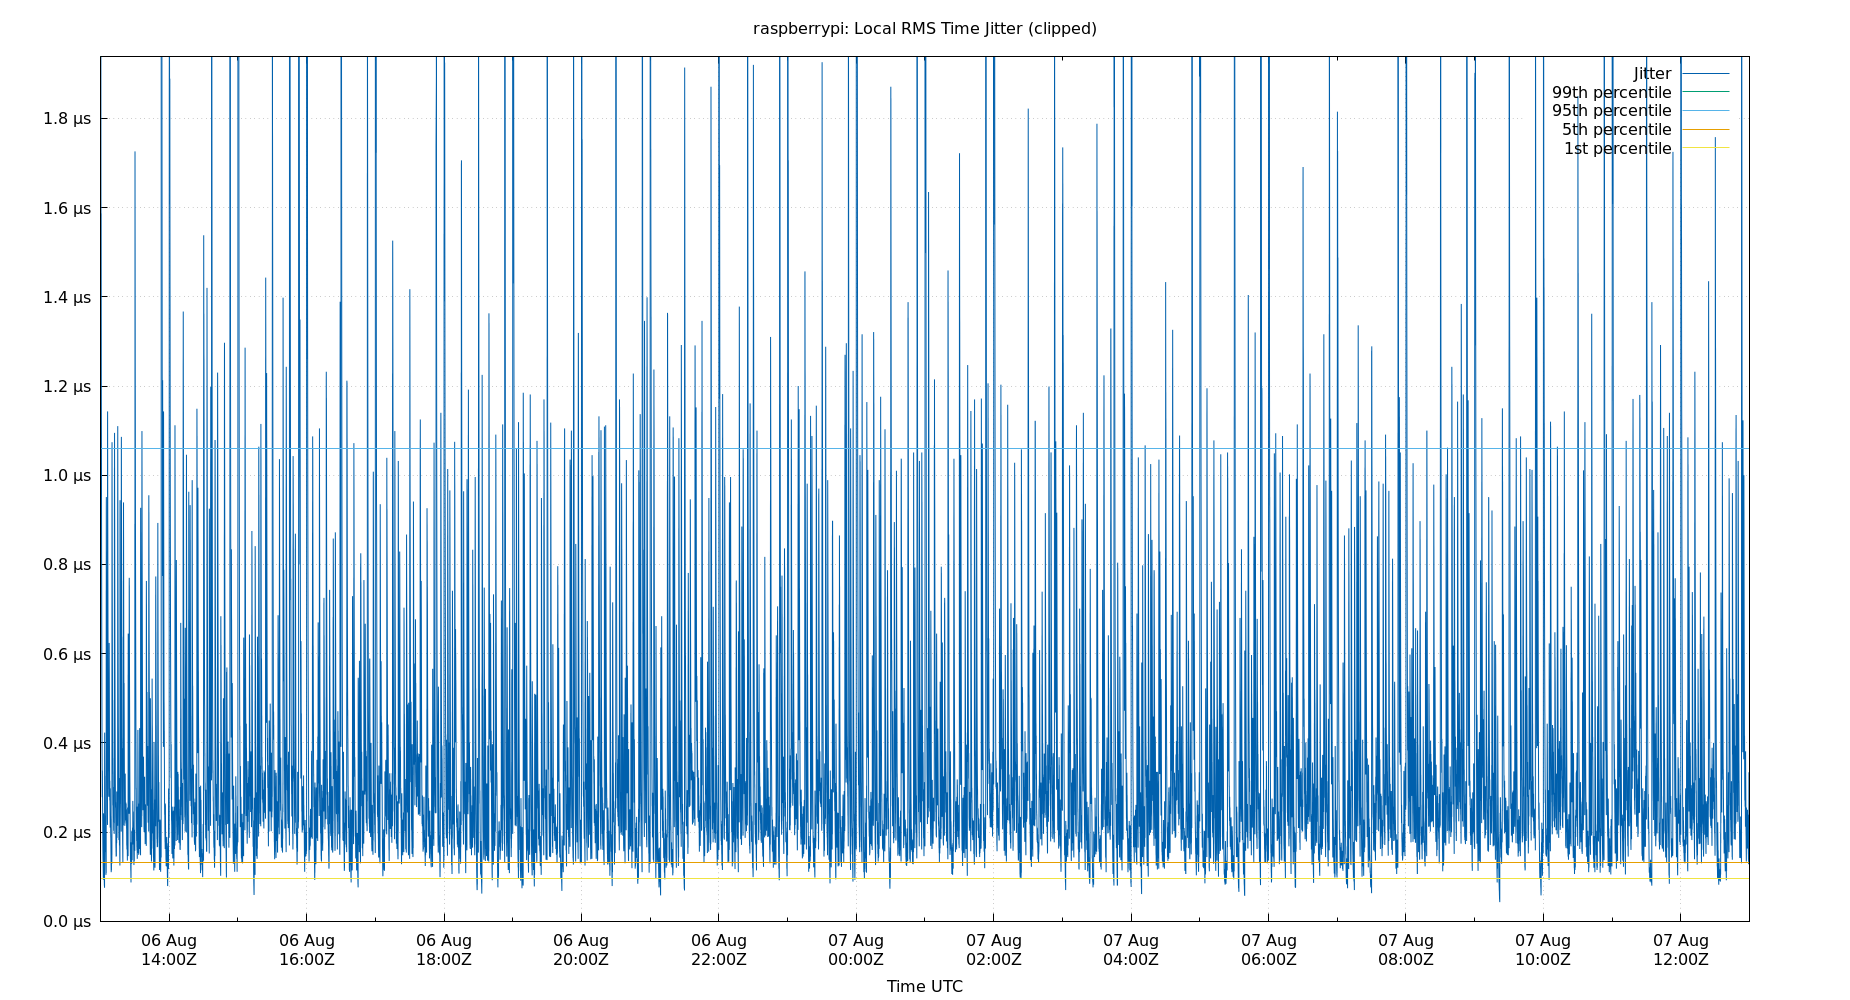 raspberrypi: Local RMS Time Jitter (clipped)
Jitter
99th percentile
95th percentile
5th percentile
1st percentile
1.8 μs
1.6 μs
1.4 μs
1.2 μs
1.0 μs
0.8 μs
0.6 μs
0.4 μs
0.2 μs
0.0 μs
06 Aug 06 Aug 06 Aug 06 Aug 06 Aug 07 Aug 07 Aug 07 Aug 07 Aug 07 Aug 07 Aug 07 Aug
14:00Z 16:00Z 18:00Z 20:00Z 22:00Z 00:00Z 02:00Z 04:00Z 06:00Z 08:00Z 10:00Z 12:00Z
Time UTC